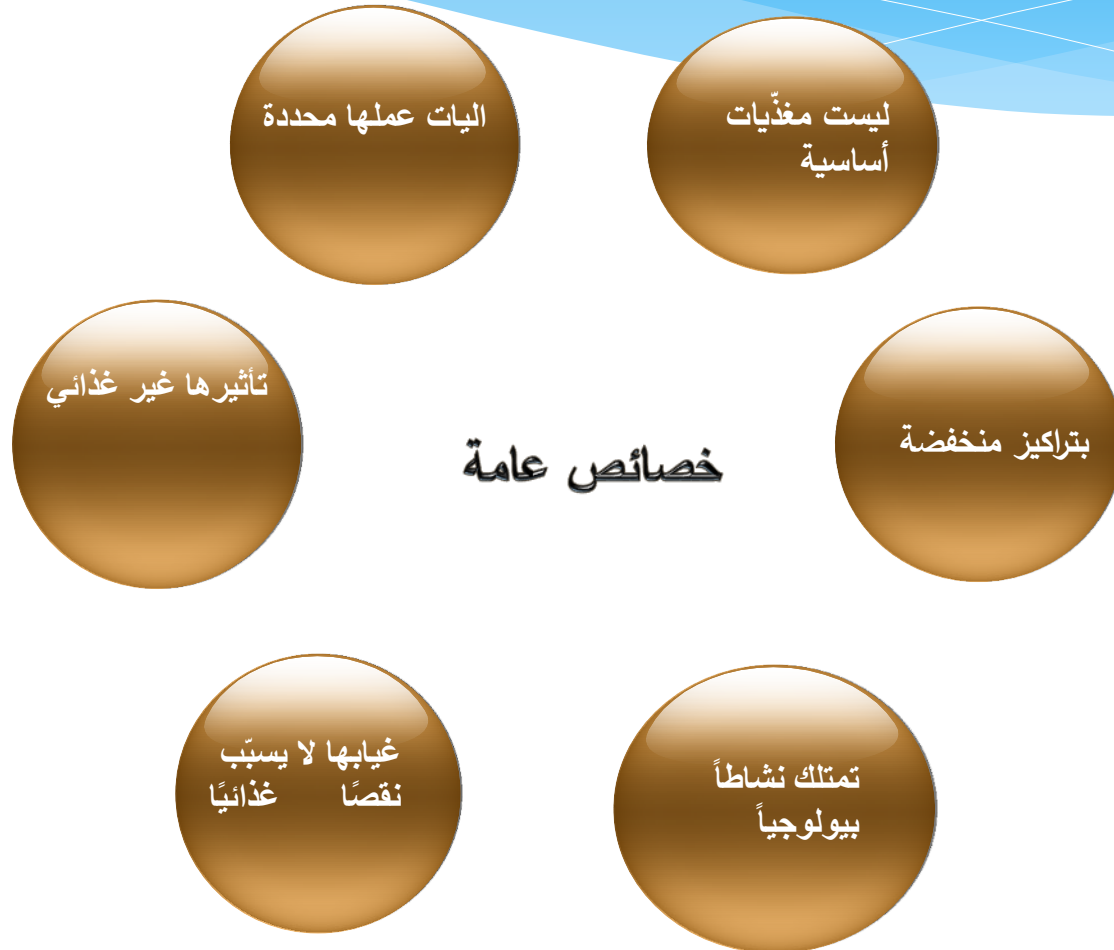 ليست مغذّيات
أساسية
اليات عملها محددة
تأثيرها غير غذائي
بتراكيز منخفضة
خصائص عامة
غيابها لا يسبّب
نقصًا غذائيًا
تمتلك نشاطاً
بيولوجياً